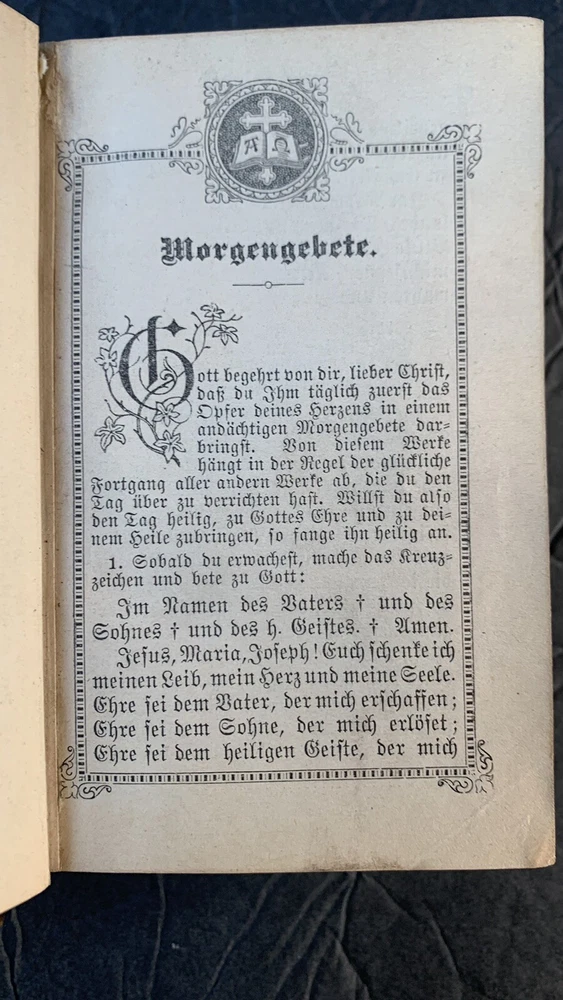 Α Ω
Morgengebete.
Gott begehrt von dir, lieber Christ,
daß du Ihm täglich zuerst das
Opfer deines Herzens in einem
andächtigen Morgengebete dar-
bringst. Von diesem Werke
hängt in der Regel der glückliche
Fortgang aller andern Werke ab, die du den
Tag über zu verrichten hast. Willst du also
den Tag heilig, zu Gottes Ehre und zu dei-
nem Heile zubringen, so fange ihn heilig an.
1. Sobald du erwachest, mache das Kreuz-
zeichen und bete zu Gott:
Im Namen des Vaters † und des
Sohnes † und des h. Geistes. † Amen.
Jesus, Maria, Joseph! Euch schenke ich
meinen Leib, mein Herz und meine Seele.
Ehre sei dem Vater, der mich erschaffen;
Ehre sei dem Sohne, der mich erlöset;
Ehre sei dem heiligen Geiste, der mich